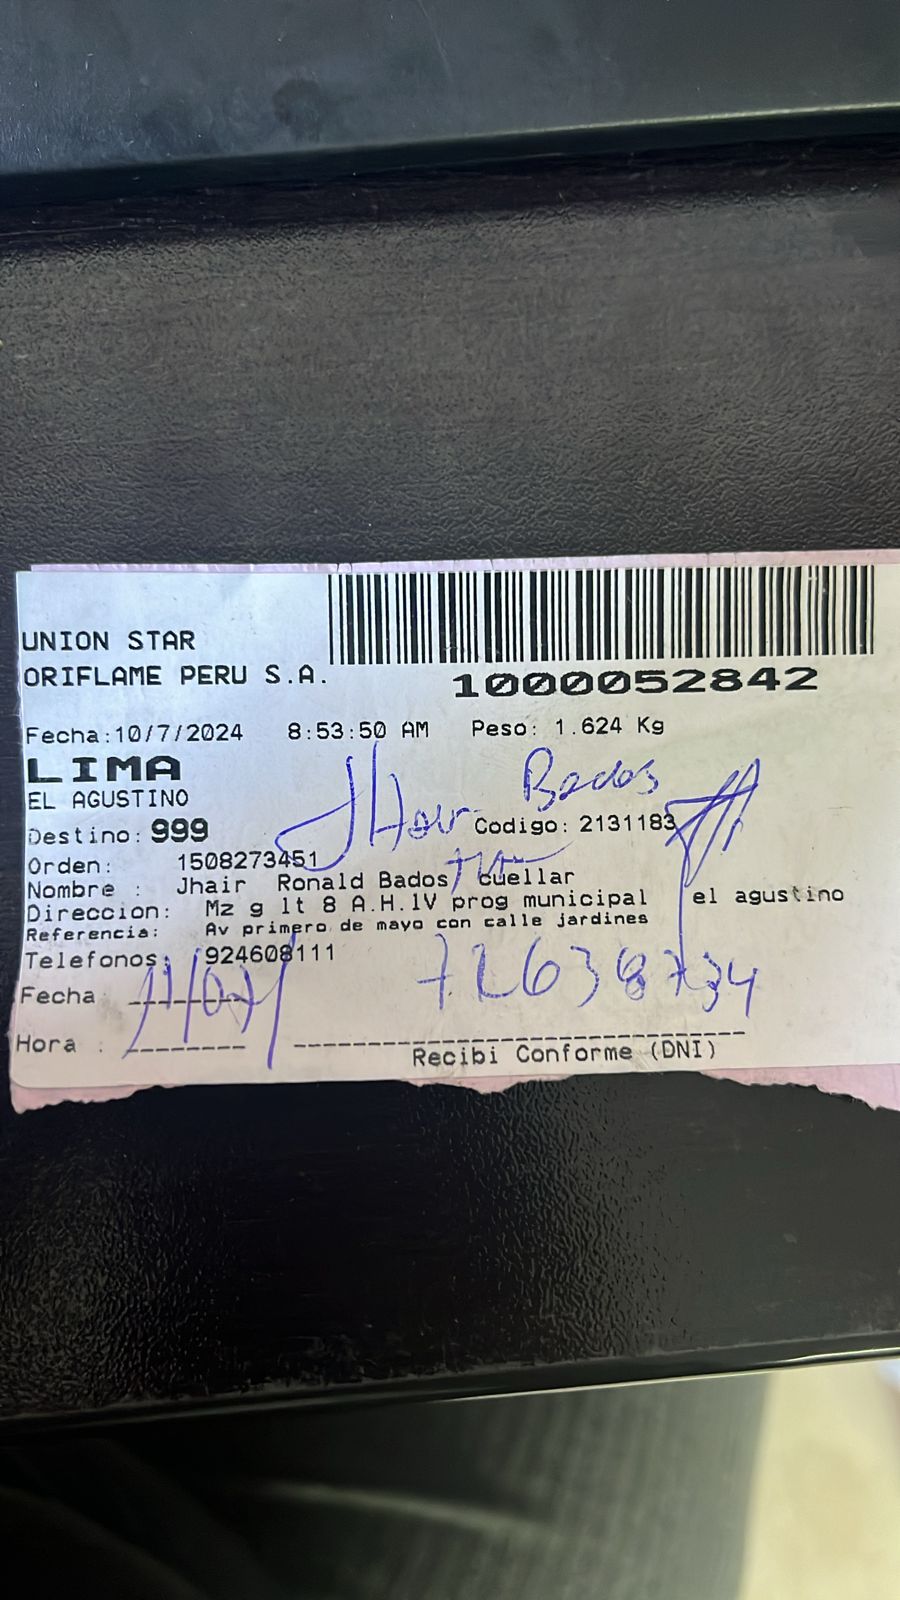 UNION STAR
ORIFLAME PERU S.A.
1000052842
Fecha:10/7/2024 8:53:50 AM Peso: 1.624 Kg
LIMA
EL AGUSTINO
Jhair Bados
Destino: 999 Codigo: 2131183
Orden: 1508273451
Nombre : Jhair Ronald Bados cuellar
Direccion: Mz g lt 8 A.H.1V prog municipal el agustino
Referencia: Av primero de mayo con calle jardines
Telefonos: 924608111
72638734
Fecha
Hora :
Recibi Conforme (DNI)